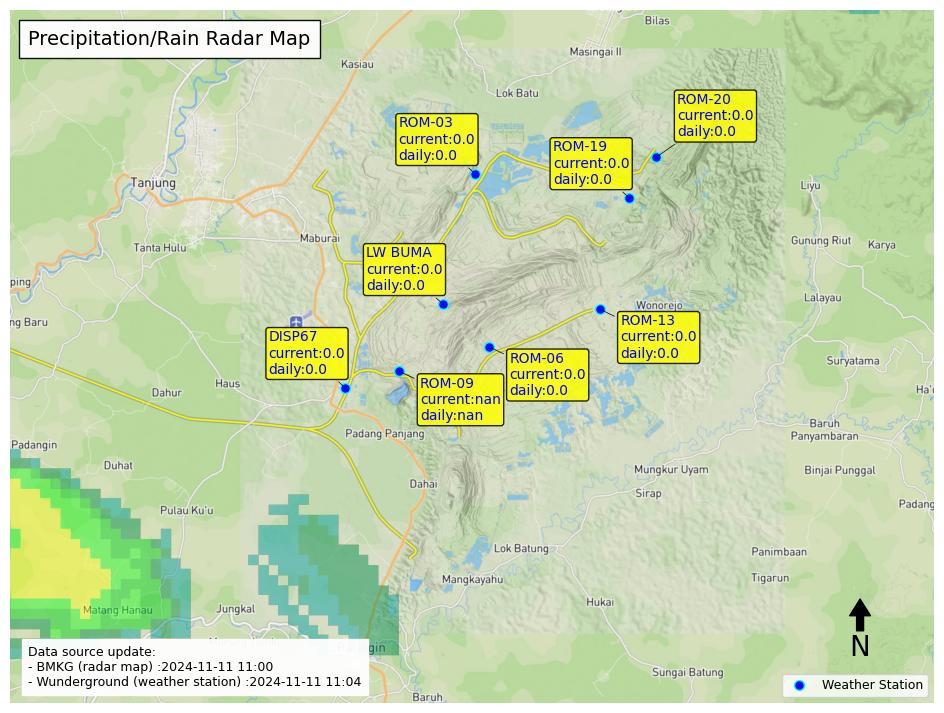 Precipitation/Rain Radar Map
Bilas
Masingai II
Kasiau
Lok Batu
ROM-20
current:0.0
daily:0.0
ROM-03
current:0.0
daily:0.0
ROM-19
current:0.0
daily:0.0
Tanjung
Liyu
Maburai
Tanta Hulu
Gunung Riut
Karya
LW BUMA
current:0.0
daily:0.0
ping
Lalayau
Wonorejo
ng Baru
ROM-13
current:0.0
daily:0.0
DISP67
current:0.0
daily:0.0
ROM-06
current:0.0
daily:0.0
Suryatama
Haus
Dahur
ROM-09
current:nan
daily:nan
Ha'o
Baruh
Panyambaran
Padang Panjang
Padangin
Duhat
Mungkur Uyam
Binjai Punggal
Dahai
Sirap
Padang
Pulau Ku'u
Lok Batung
Panimbaan
Mangkayahu
Tigarun
Hukai
Matang Hanau
Jungkal
N
Data source update:
- BMKG (radar map) :2024-11-11 11:00
- Wunderground (weather station) :2024-11-11 11:04
Sungai Batung
Weather Station
Baruh